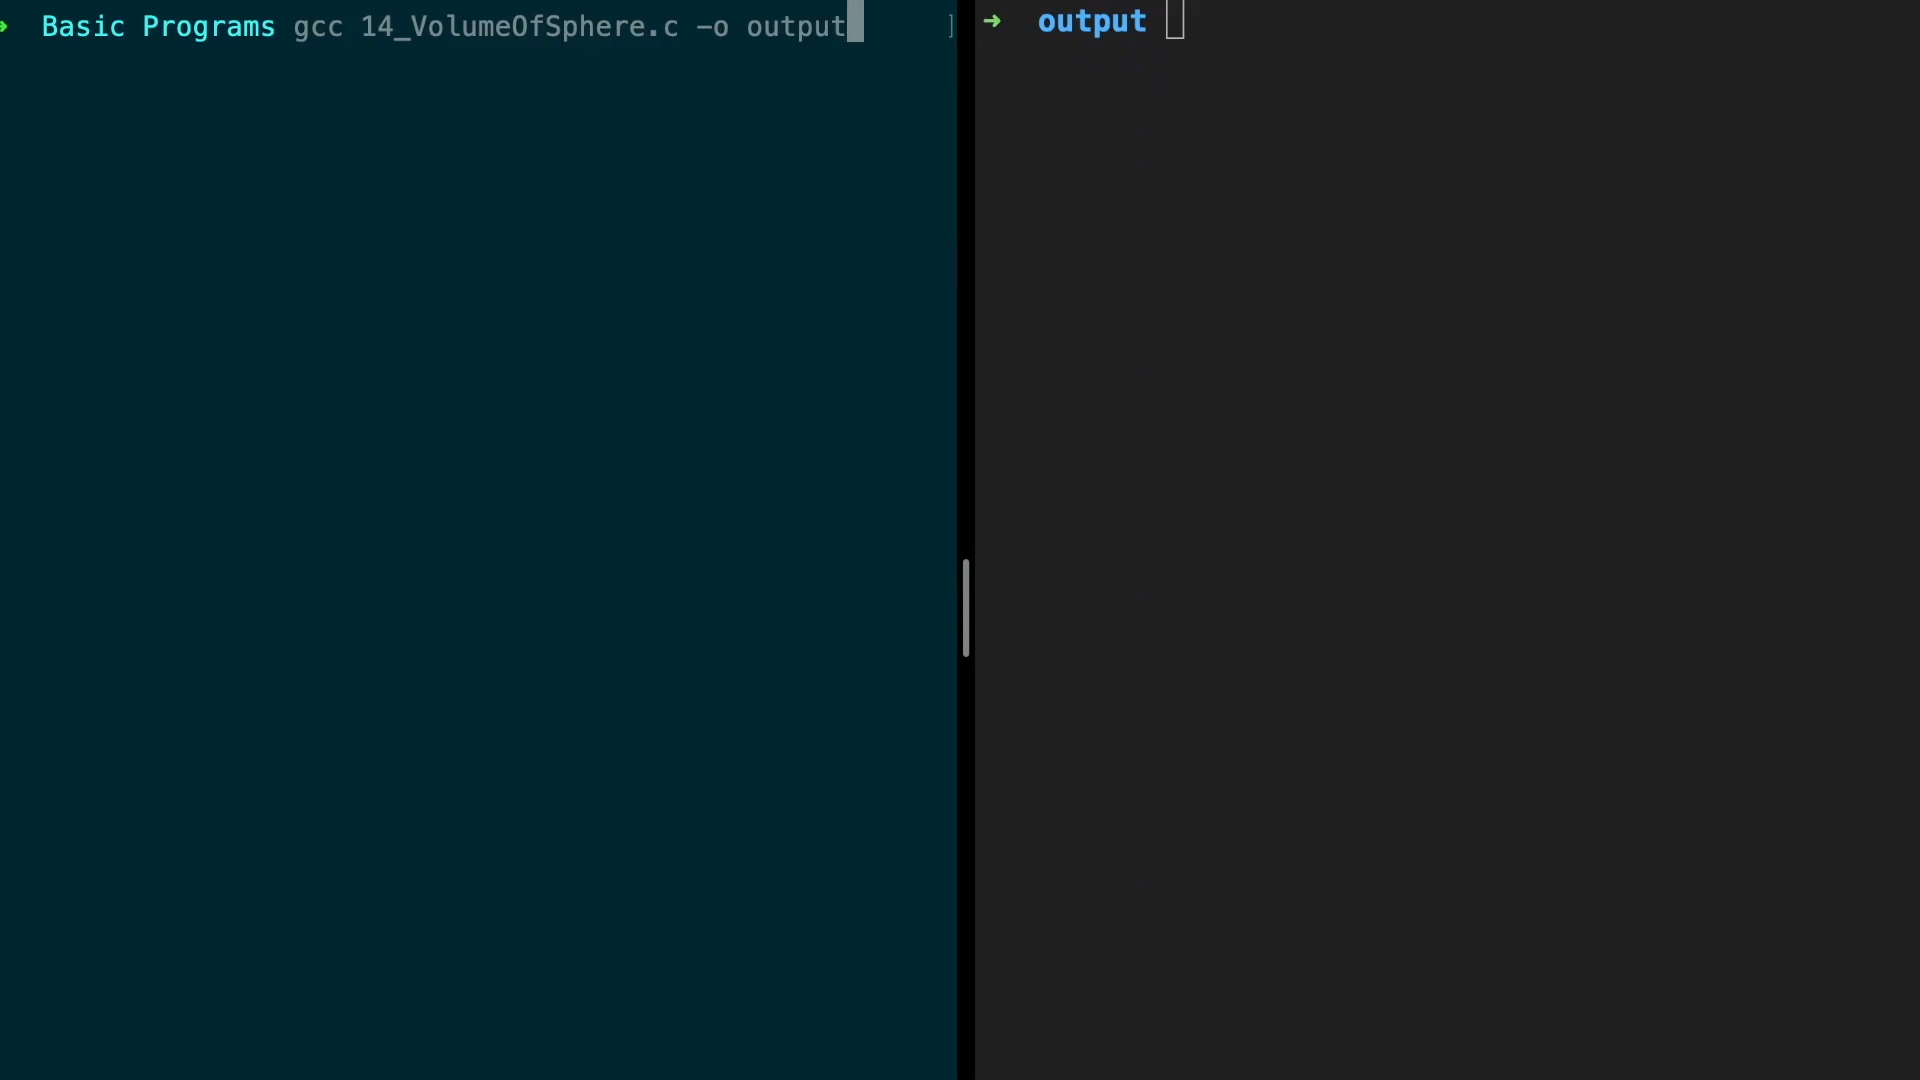 ➜ Basic Programs gcc 14_VolumeOfSphere.c -o output ]
➜ output